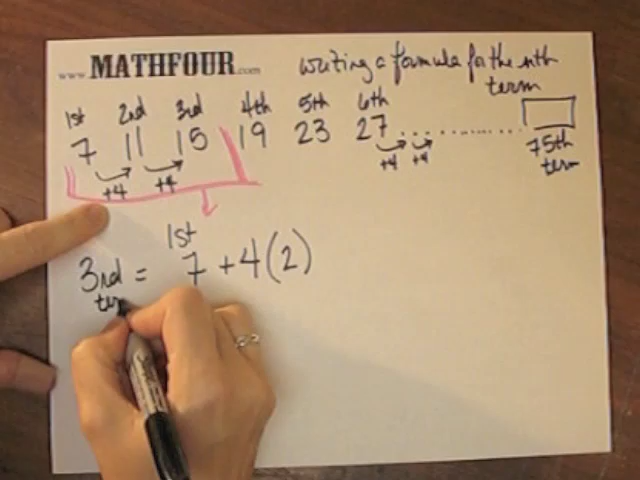 www.MATHFOUR.com
writing a formula for the nth
term
1st 2nd 3rd 4th 5th 6th
7 11 15 19 23 27 ..............
+4 +4 +4 +4
75th
term
1st
3rd = 7 + 4(2)
ter